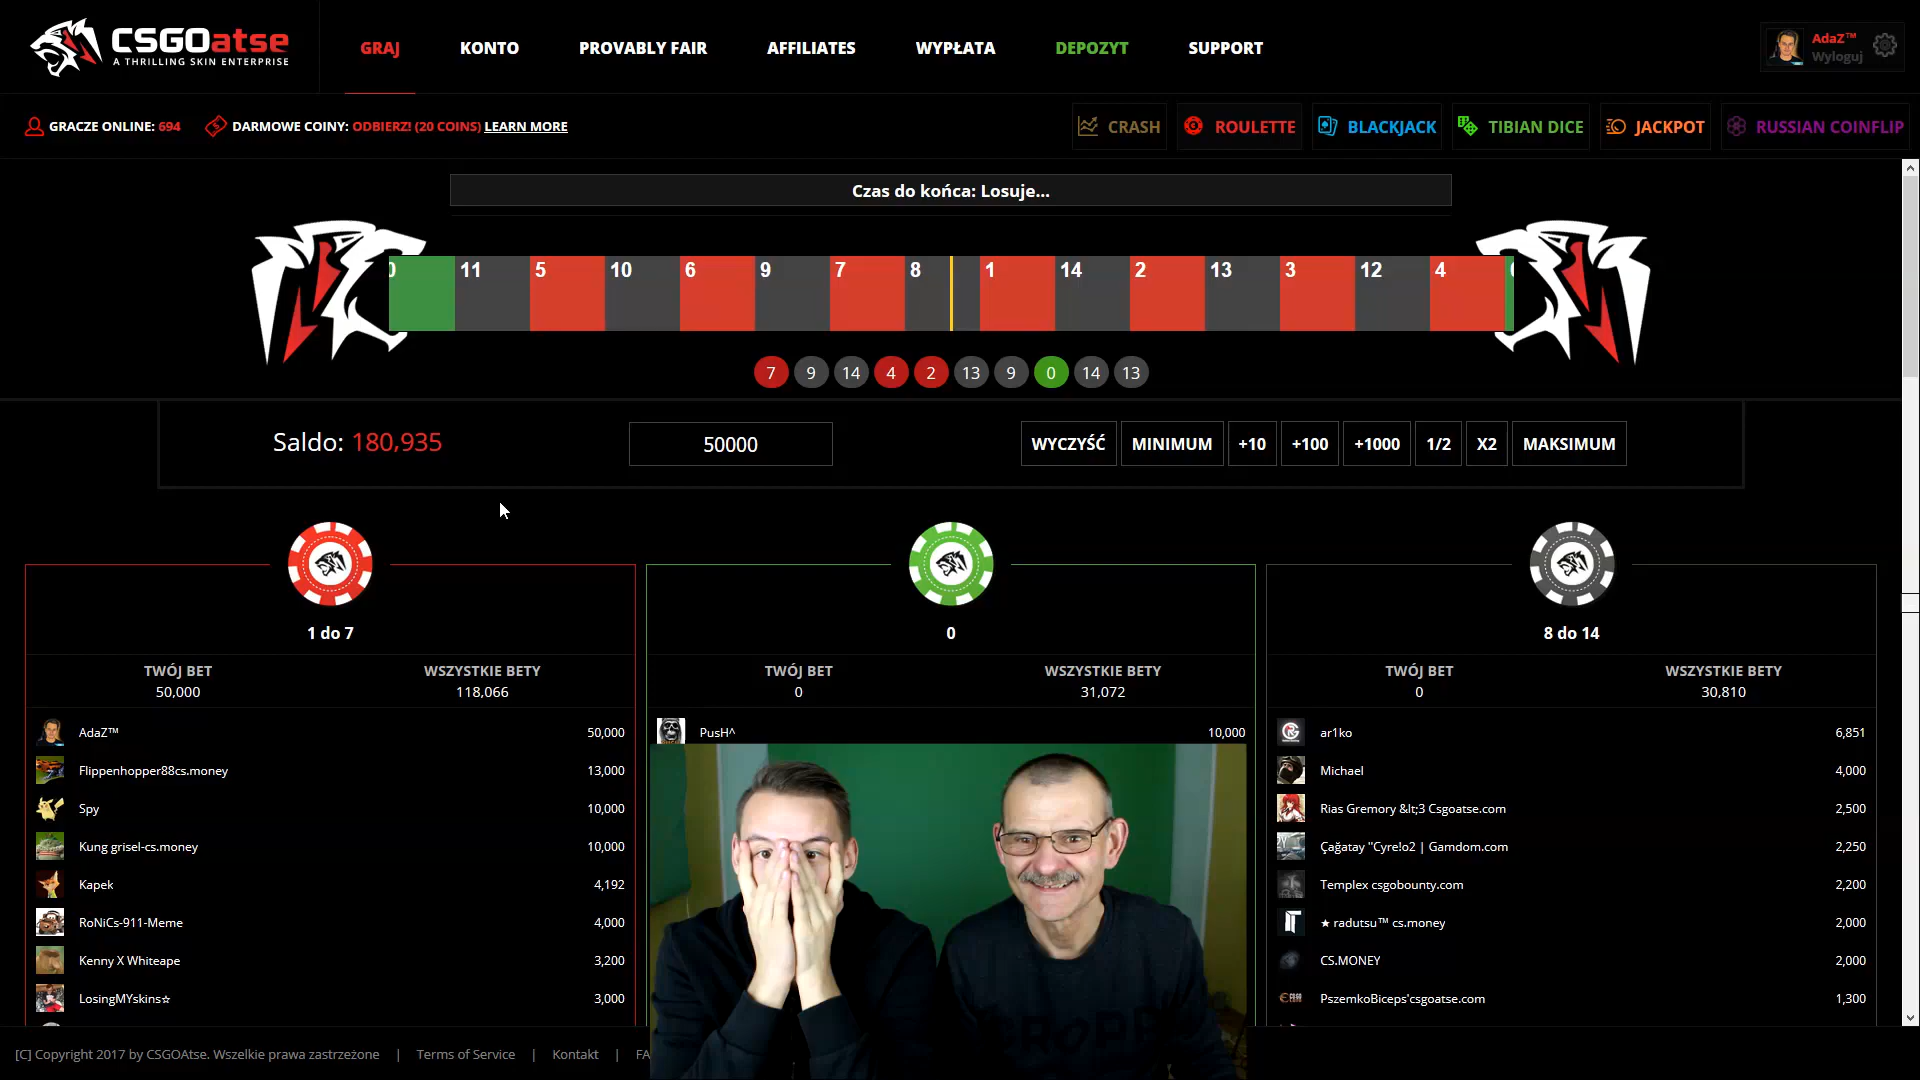 CSGOatse
A THRILLING SKIN ENTERPRISE
GRAJ KONTO PROVABLY FAIR AFFILIATES WYPŁATA DEPOZYT SUPPORT
AdaZ™
Wyloguj
GRACZE ONLINE: 694 DARMOWE COINY: ODBIERZ! (20 COINS) LEARN MORE
CRASH ROULETTE BLACKJACK TIBIAN DICE JACKPOT RUSSIAN COINFLIP
Czas do końca: Losuje...
0 11 5 10 6 9 7 8 1 14 2 13 3 12 4
7 9 14 4 2 13 9 0 14 13
Saldo: 180,935 50000 WYCZYŚĆ MINIMUM +10 +100 +1000 1/2 X2 MAKSIMUM
1 do 7
TWÓJ BET WSZYSTKIE BETY
50,000 118,066
AdaZ™ 50,000
Flippenhopper88cs.money 13,000
Spy 10,000
Kung grisel-cs.money 10,000
Kapek 4,192
RoNiCs-911-Meme 4,000
Kenny X Whiteape 3,200
LosingMYskins☆ 3,000
0
TWÓJ BET WSZYSTKIE BETY
0 31,072
PusH^ 10,000
8 do 14
TWÓJ BET WSZYSTKIE BETY
0 30,810
ar1ko 6,851
Michael 4,000
Rias Gremory &lt;3 Csgoatse.com 2,500
Çağatay "Cyre!o2 | Gamdom.com 2,250
Templex csgobounty.com 2,200
★ radutsu™ cs.money 2,000
CS.MONEY 2,000
PszemkoBiceps'csgoatse.com 1,300
[C] Copyright 2017 by CSGOAtse. Wszelkie prawa zastrzeżone | Terms of Service | Kontakt | FA